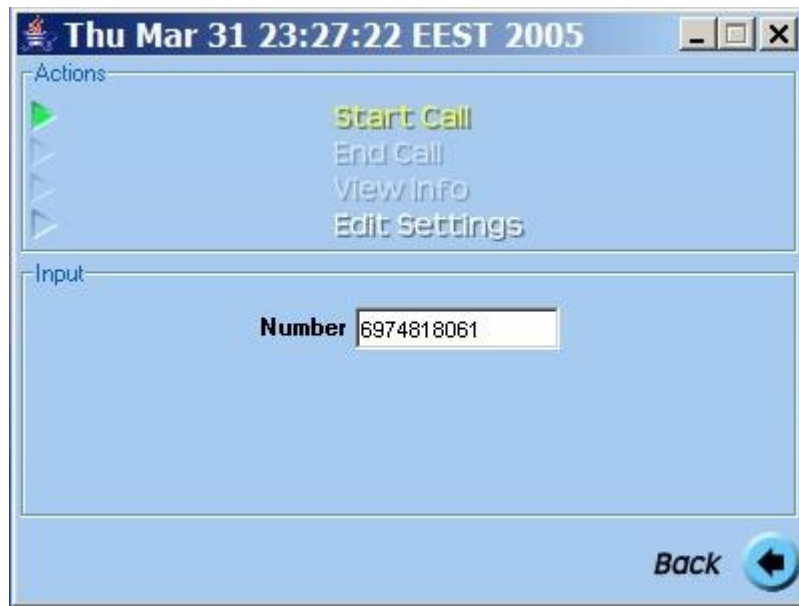 Thu Mar 31 23:27:22 EEST 2005
Actions
Start Call
End Call
View Info
Edit Settings
Input
Number 6974818061
Back